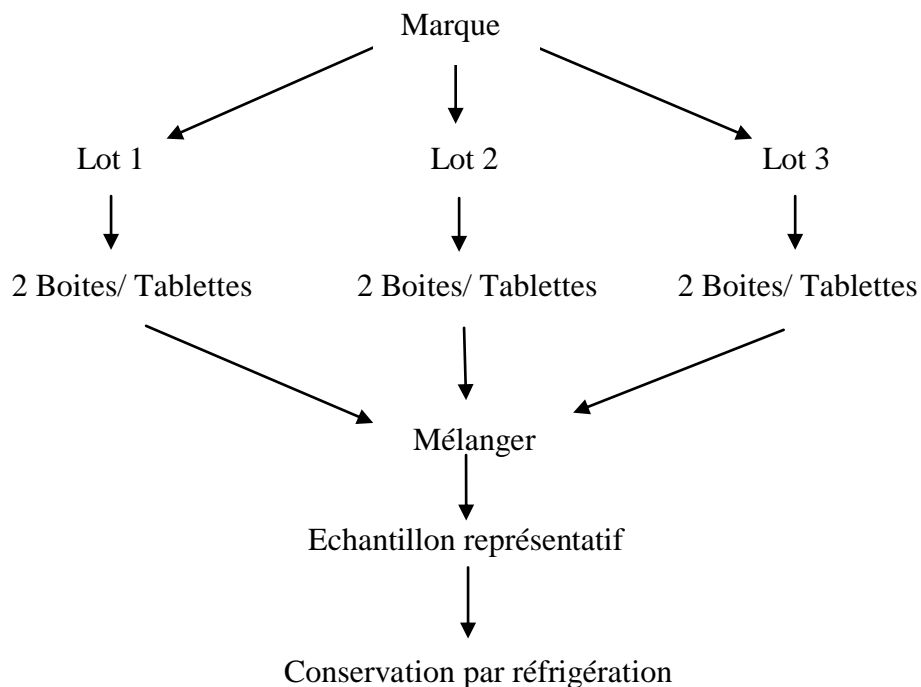 Marque
Lot 1 Lot 2 Lot 3
2 Boites/ Tablettes 2 Boites/ Tablettes 2 Boites/ Tablettes
Mélanger
Echantillon représentatif
Conservation par réfrigération